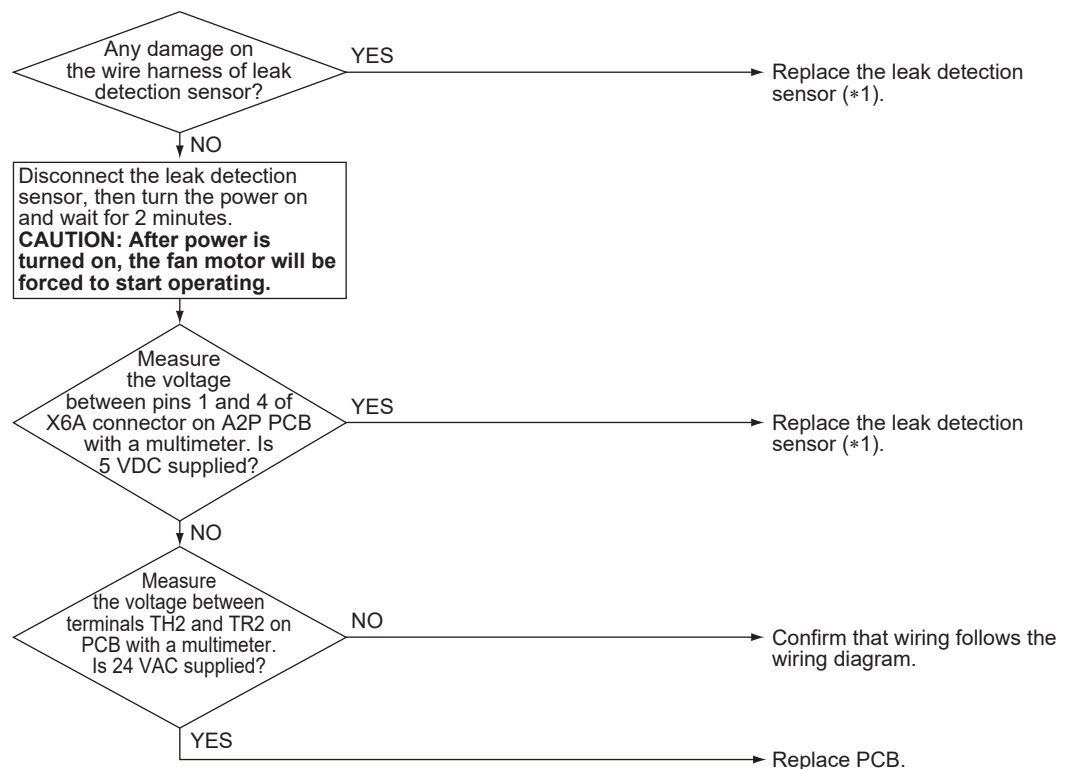 Any damage on
the wire harness of leak
detection sensor?
YES
Replace the leak detection
sensor (*1).
NO
Disconnect the leak detection
sensor, then turn the power on
and wait for 2 minutes.
CAUTION: After power is
turned on, the fan motor will be
forced to start operating.
Measure
the voltage
between pins 1 and 4 of
X6A connector on A2P PCB
with a multimeter. Is
5 VDC supplied?
YES
Replace the leak detection
sensor (*1).
NO
Measure
the voltage between
terminals TH2 and TR2 on
PCB with a multimeter.
Is 24 VAC supplied?
NO
Confirm that wiring follows the
wiring diagram.
YES
Replace PCB.